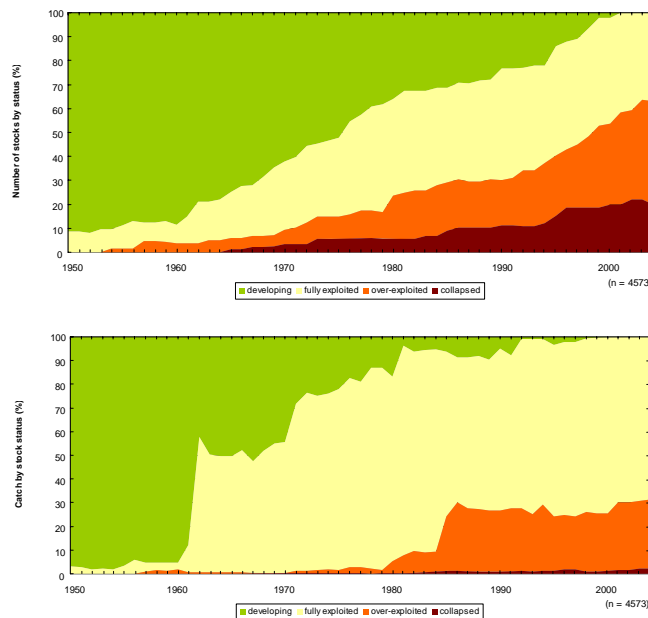 Number of stocks by status (%)
100
90
80
70
60
50
40
30
20
10
0
1950 1960 1970 1980 1990 2000
developing fully exploited over-exploited collapsed
(n = 4573
Catch by stock status (%)
100
90
80
70
60
50
40
30
20
10
0
1950 1960 1970 1980 1990 2000
developing fully exploited over-exploited collapsed
(n = 4573)